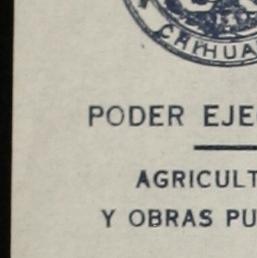 CHIHUA
PODER EJE
AGRICULT
Y OBRAS PU